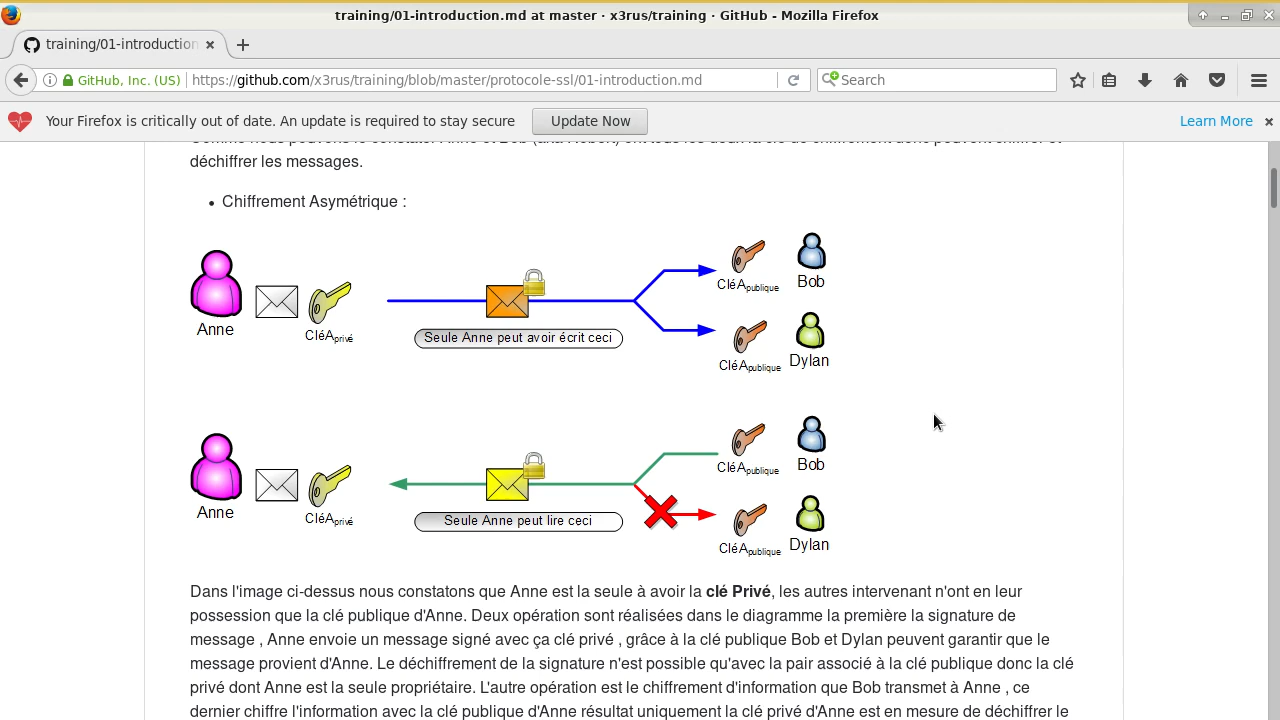 training/01-introduction.md at master · x3rus/training · GitHub - Mozilla Firefox
training/01-introduction
GitHub, Inc. (US)
https://github.com/x3rus/training/blob/master/protocole-ssl/01-introduction.md
Search
Your Firefox is critically out of date. An update is required to stay secure
Update Now
Learn More
déchiffrer les messages.
• Chiffrement Asymétrique :
Anne
CléAprivé
Seule Anne peut avoir écrit ceci
CléApublique
Bob
CléApublique
Dylan
Anne
CléAprivé
Seule Anne peut lire ceci
CléApublique
Bob
CléApublique
Dylan
Dans l'image ci-dessus nous constatons que Anne est la seule à avoir la clé Privé, les autres intervenant n'ont en leur
possession que la clé publique d'Anne. Deux opération sont réalisées dans le diagramme la première la signature de
message , Anne envoie un message signé avec ça clé privé , grâce à la clé publique Bob et Dylan peuvent garantir que le
message provient d'Anne. Le déchiffrement de la signature n'est possible qu'avec la pair associé à la clé publique donc la clé
privé dont Anne est la seule propriétaire. L'autre opération est le chiffrement d'information que Bob transmet à Anne , ce
dernier chiffre l'information avec la clé publique d'Anne résultat uniquement la clé privé d'Anne est en mesure de déchiffrer le